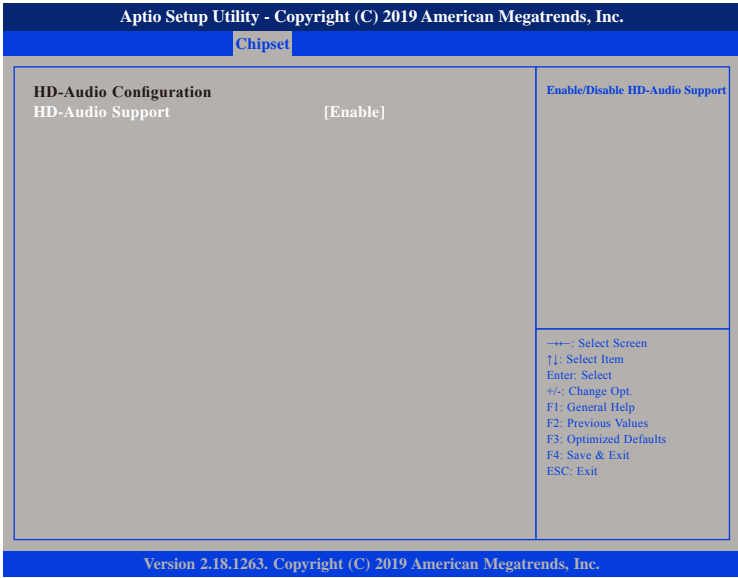 Aptio Setup Utility - Copyright (C) 2019 American Megatrends, Inc.
Chipset
HD-Audio Configuration
HD-Audio Support [Enable]
Enable/Disable HD-Audio Support
→←: Select Screen
↑↓: Select Item
Enter: Select
+/-: Change Opt.
F1: General Help
F2: Previous Values
F3: Optimized Defaults
F4: Save & Exit
ESC: Exit
Version 2.18.1263. Copyright (C) 2019 American Megatrends, Inc.